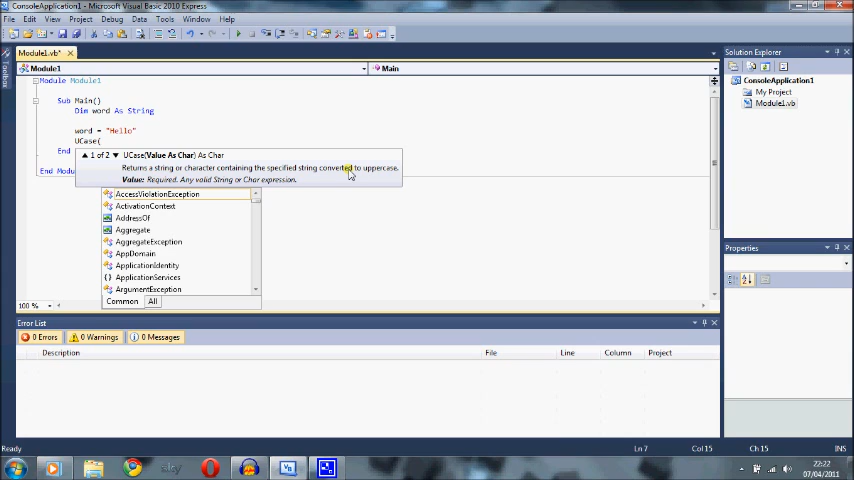 ConsoleApplication1 - Microsoft Visual Basic 2010 Express
File Edit View Project Debug Data Tools Window Help
Module1.vb*
Toolbox
Module1
Main
Module Module1
Sub Main()
Dim word As String
word = "Hello"
UCase(
End
End Modu
1 of 2 UCase(Value As Char) As Char
Returns a string or character containing the specified string converted to uppercase.
Value: Required. Any valid String or Char expression.
AccessViolationException
ActivationContext
AddressOf
Aggregate
AggregateException
AppDomain
ApplicationIdentity
ApplicationServices
ArgumentException
Common All
100 %
Solution Explorer
ConsoleApplication1
My Project
Module1.vb
Properties
Error List
0 Errors 0 Warnings 0 Messages
Description File Line Column Project
Ready Ln 7 Col 15 Ch 15
sky
22:22
07/04/2011